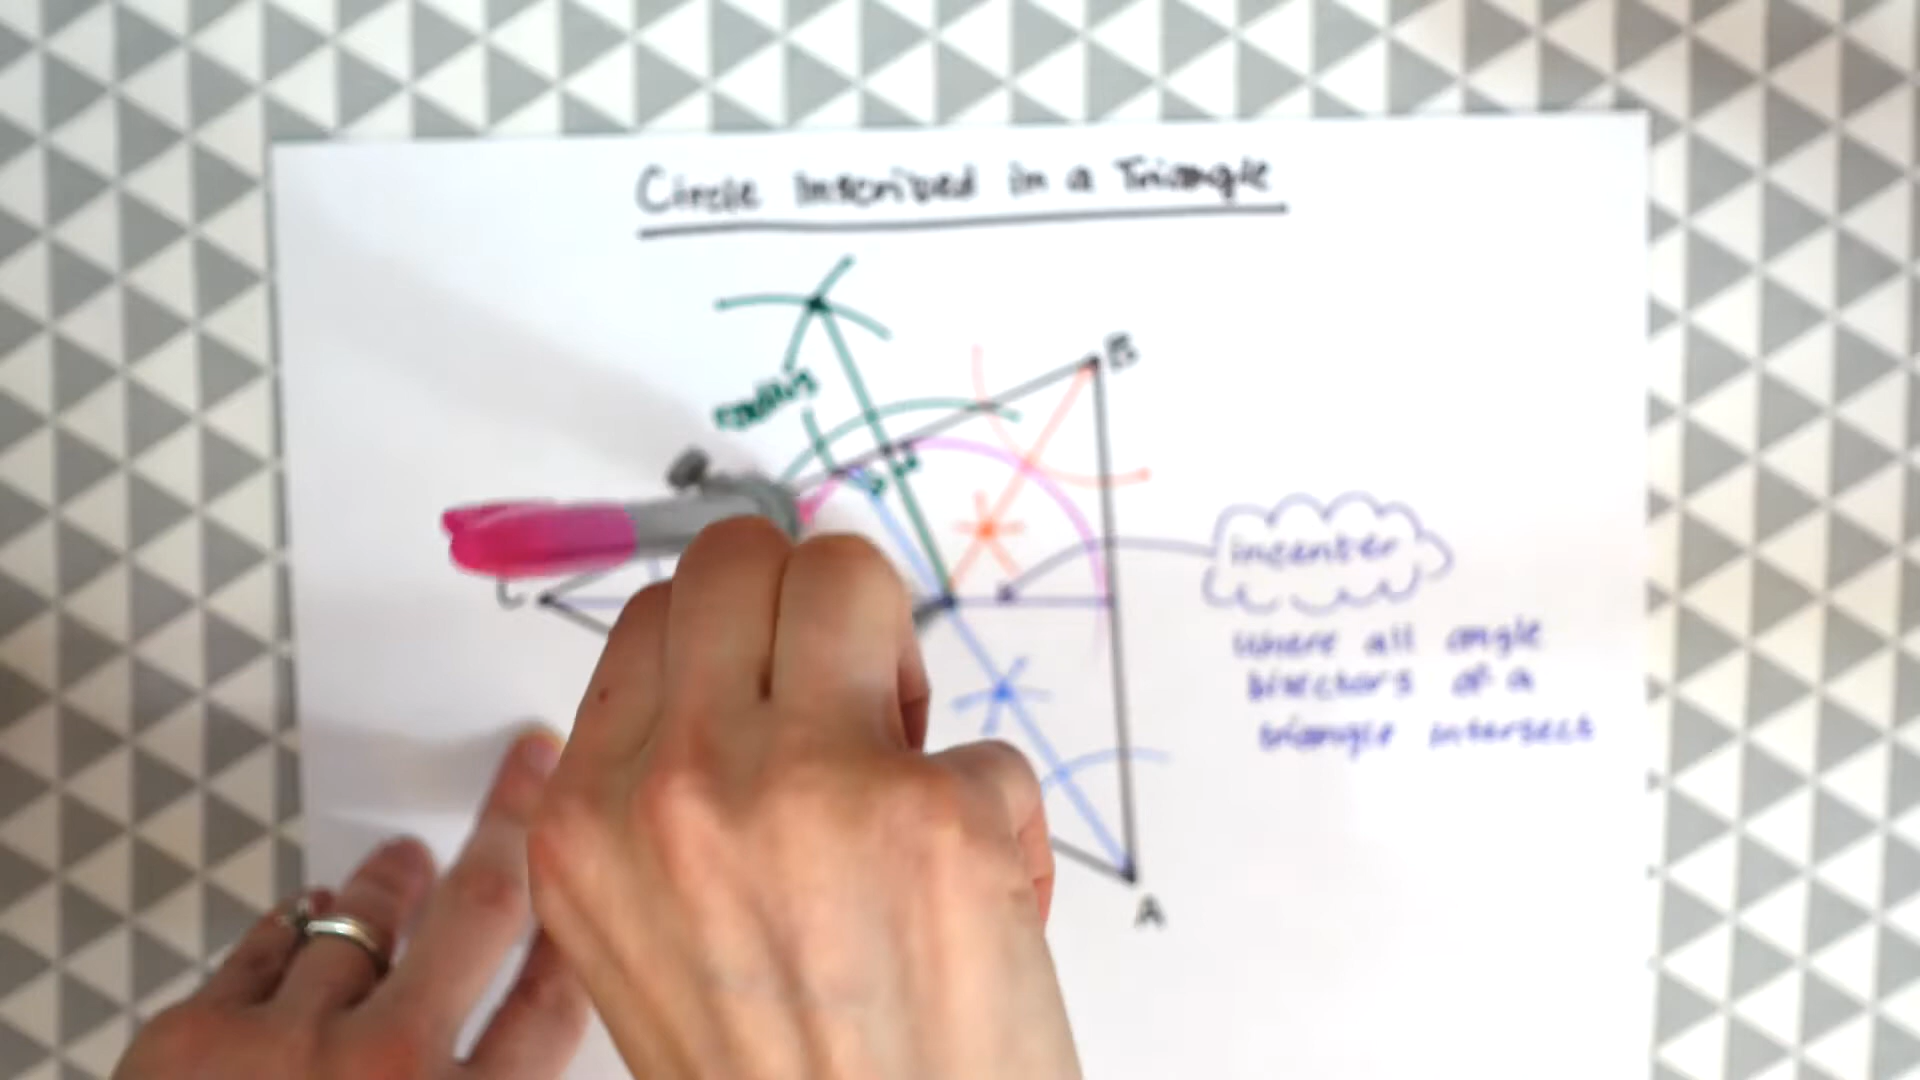 Circle Inscribed in a Triangle
B
radius
C
incenter
Where all angle
bisectors of a
triangle intersect
A